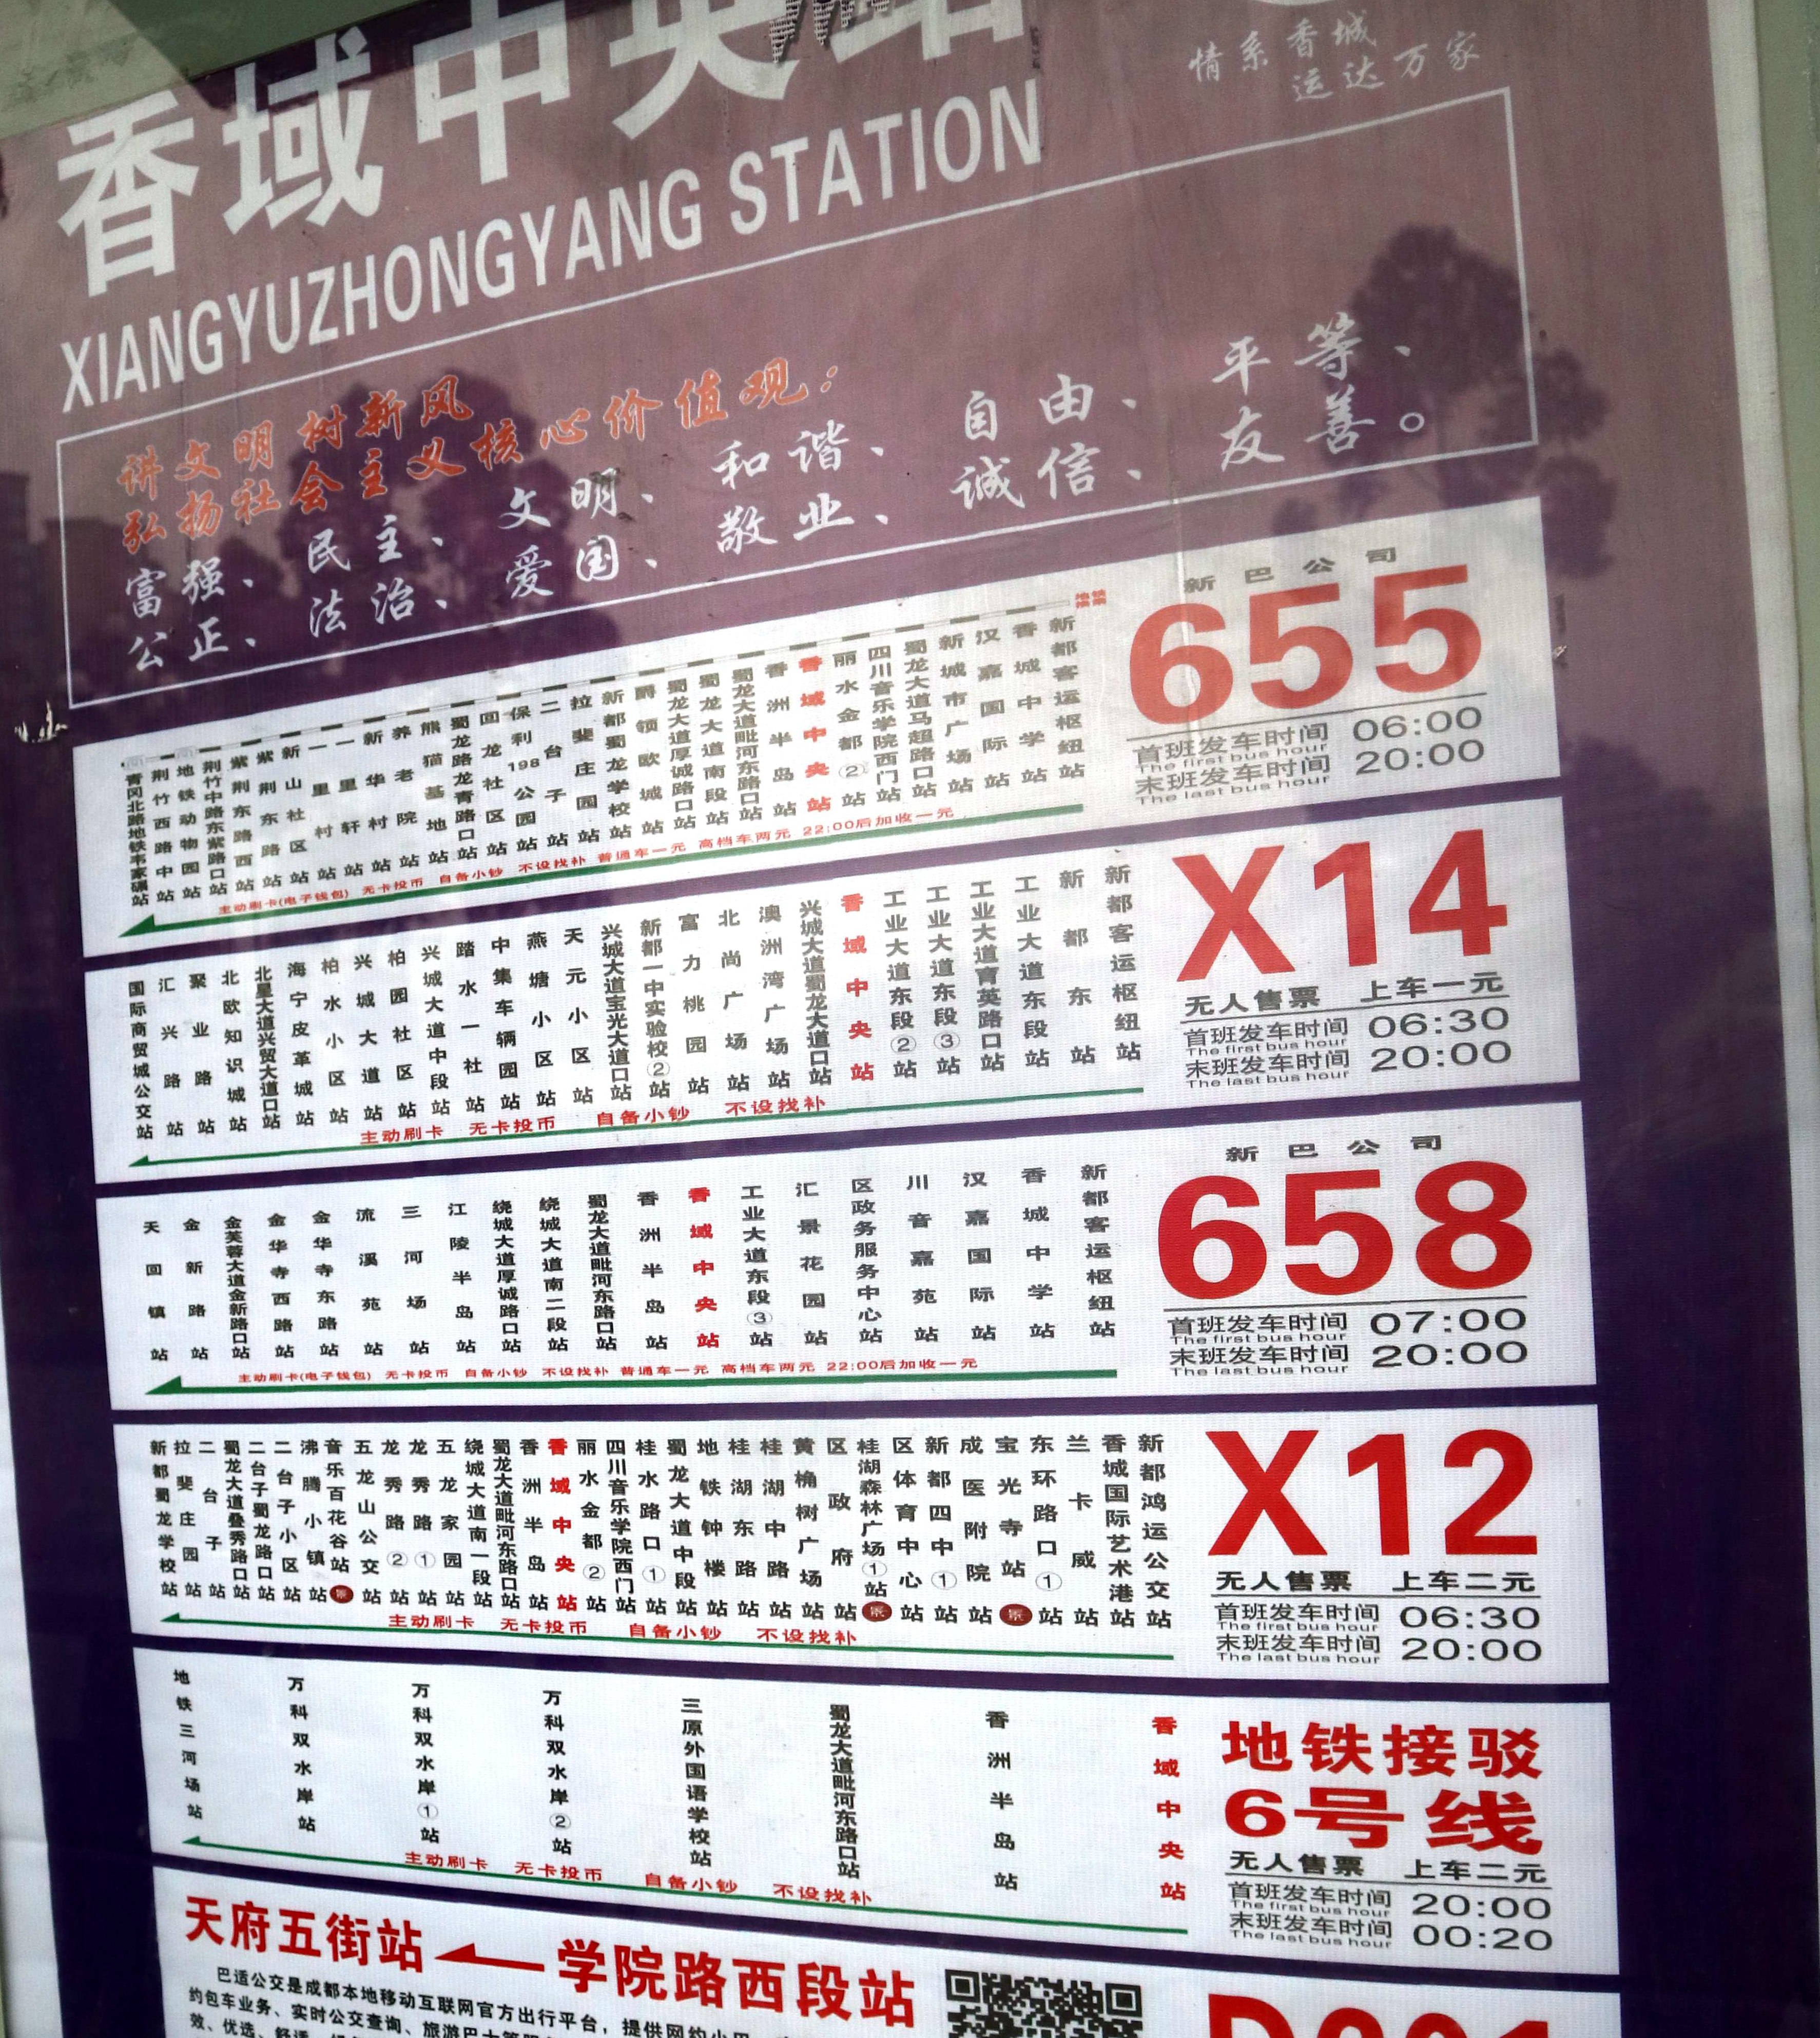 香域中央站
XIANGYUZHONGYANG STATION
情系香城
运达万家
讲文明 树新风
弘扬社会主义核心价值观：
富强、民主、文明、和谐、自由、平等、
公正、法治、爱国、敬业、诚信、友善。
新巴公司
655
首班发车时间 06:00
The first bus hour
末班发车时间 20:00
The last bus hour
地铁
换乘
青冈北路地铁韦家碾站
荆竹西路中站
地铁动物园站
荆竹中路东紫路口站
紫荆东路西站
紫荆东路站
新山社区站
一里村站
一里轩站
新华村站
养老院站
熊猫基地站
蜀龙路龙青路口站
回龙社区站
保利198公园站
二台子站
拉斐庄园站
新都蜀龙学校站
爵领欧城站
蜀龙大道厚诚路口站
蜀龙大道南段站
蜀龙大道毗河东路口站
香洲半岛站
香域中央站
丽水金都②站
四川音乐学院西门站
蜀龙大道马超路口站
新城市广场站
汉嘉国际站
香城中学站
新都客运枢纽站
主动刷卡(电子钱包) 无卡投币 自备小钞 不设找补 普通车一元 高档车两元 22:00后加收一元
X14
无人售票 上车一元
首班发车时间 06:30
The first bus hour
末班发车时间 20:00
The last bus hour
国际商贸城公交站
汇兴路站
聚业路站
北欧知识城站
北星大道兴贸大道口站
海宁皮革城站
柏水小区站
兴城大道站
柏园社区站
兴城大道中段站
踏水一社站
中集车辆园站
燕塘小区站
天元小区站
兴城大道宝光大道口站
新都一中实验校②站
富力桃园站
北尚广场站
澳洲湾广场站
兴城大道蜀龙大道口站
香域中央站
工业大道东段②站
工业大道东段③站
工业大道育英路口站
工业大道东段站
新都东站
新都客运枢纽站
主动刷卡 无卡投币 自备小钞 不设找补
新巴公司
658
首班发车时间 07:00
The first bus hour
末班发车时间 20:00
The last bus hour
天回镇站
金新路站
金芙蓉大道金新路口站
金华寺西路站
金华寺东路站
流溪苑站
三河场站
江陵半岛站
绕城大道厚诚路口站
绕城大道南二段站
蜀龙大道毗河东路口站
香洲半岛站
香域中央站
工业大道东段③站
汇景花园站
区政务服务中心站
川音嘉苑站
汉嘉国际站
香城中学站
新都客运枢纽站
主动刷卡(电子钱包) 无卡投币 自备小钞 不设找补 普通车一元 高档车两元 22:00后加收一元
X12
无人售票 上车二元
首班发车时间 06:30
The first bus hour
末班发车时间 20:00
The last bus hour
新都蜀龙学校站
拉斐庄园站
二台子站
蜀龙大道叠秀路口站
二台子蜀龙路口站
二台子小区站
沸腾小镇站
音乐百花谷站
五龙山公交站
龙秀路②站
龙秀路①站
五龙家园站
绕城大道南一段站
蜀龙大道毗河东路口站
香洲半岛站
香域中央站
丽水金都②站
四川音乐学院西门站
桂水路口①站
蜀龙大道中段站
地铁钟楼站
桂湖东路站
桂湖中路站
黄桷树广场站
区政府站
桂湖森林广场①站
区体育中心站
新都四中①站
成医附院站
宝光寺站
东环路口①站
兰卡威站
香城国际艺术港站
新都鸿运公交站
主动刷卡 无卡投币 自备小钞 不设找补
地铁接驳
6号线
无人售票 上车二元
首班发车时间 20:00
The first bus hour
末班发车时间 00:20
The last bus hour
地铁三河场站
万科双水岸站
万科双水岸①站
万科双水岸②站
三原外国语学校站
蜀龙大道毗河东路口站
香洲半岛站
香域中央站
主动刷卡 无卡投币 自备小钞 不设找补
天府五街站 学院路西段站
巴适公交是成都本地移动互联网官方出行平台，提供网约小巴
约包车业务、实时公交查询、旅游巴士等服
效、优选、舒适